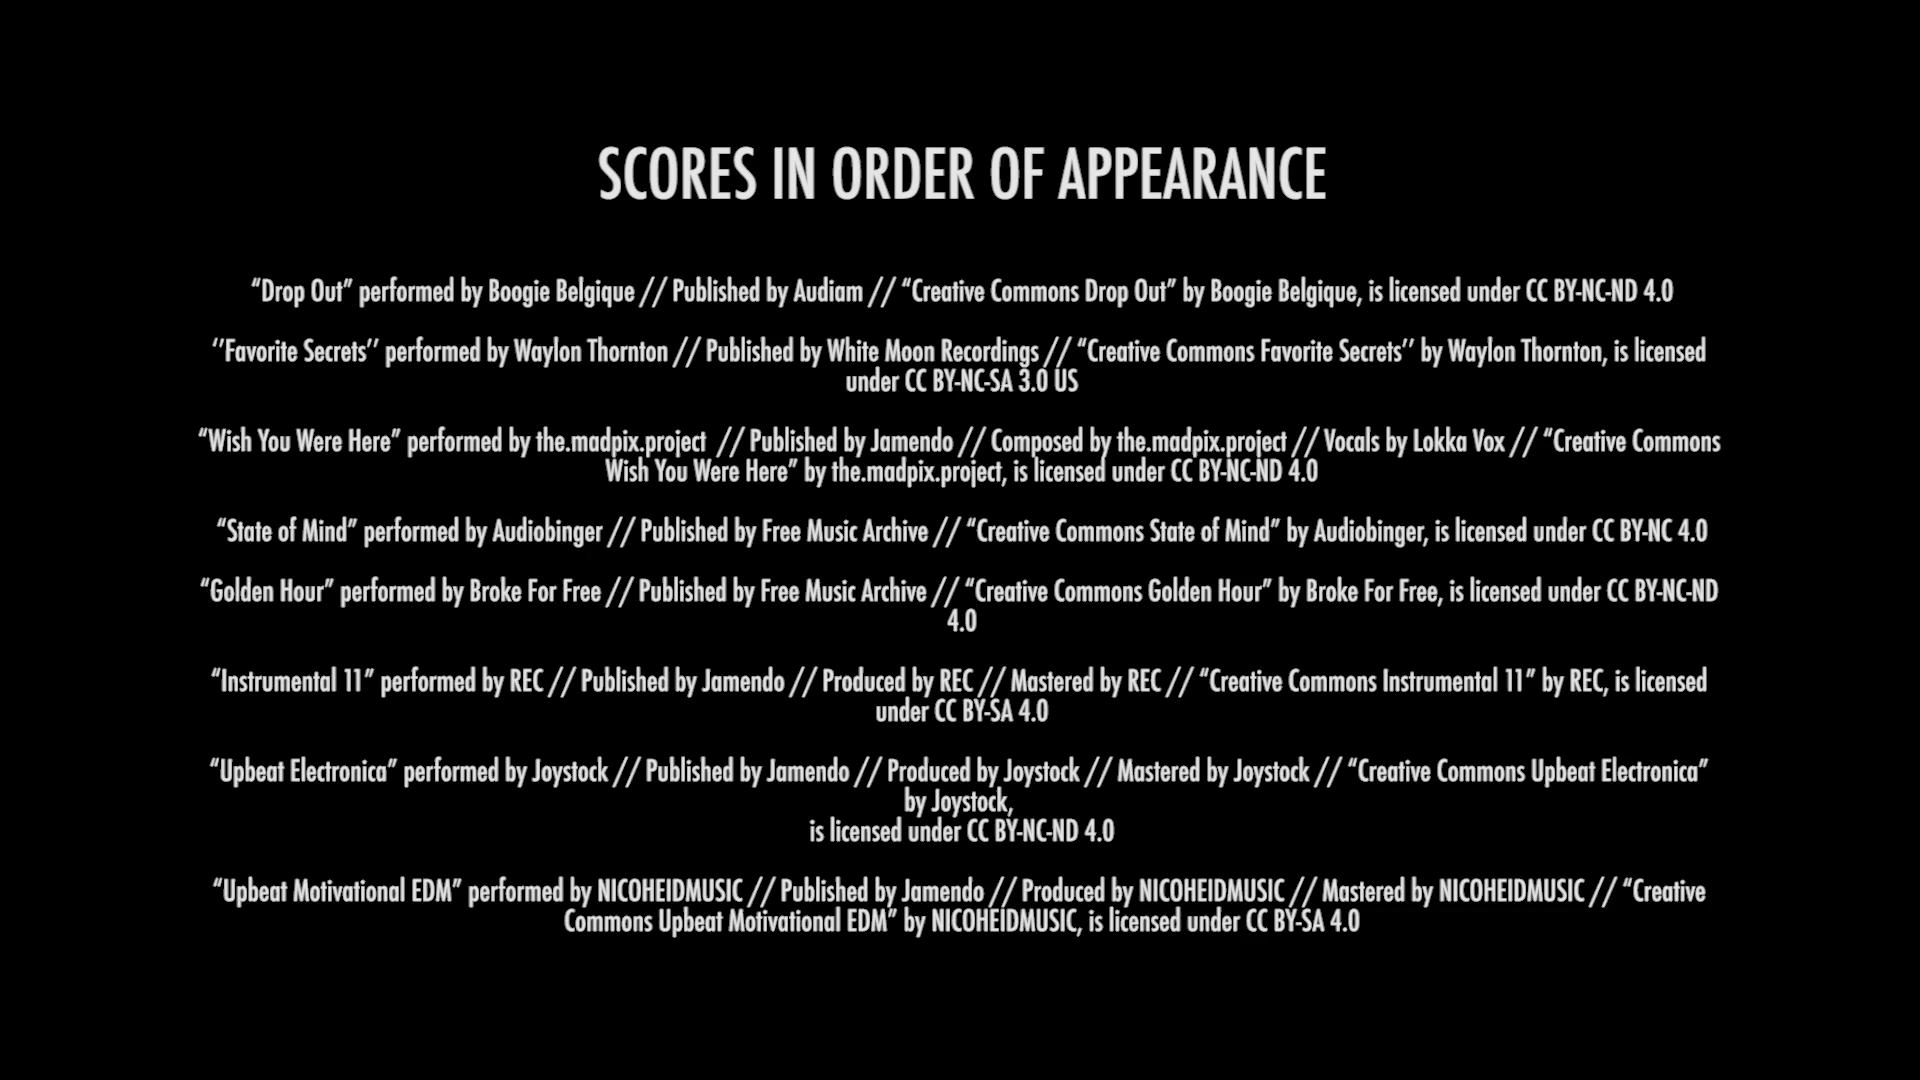 SCORES IN ORDER OF APPEARANCE
“Drop Out” performed by Boogie Belgique // Published by Audiam // “Creative Commons Drop Out” by Boogie Belgique, is licensed under CC BY-NC-ND 4.0
‘’Favorite Secrets’’ performed by Waylon Thornton // Published by White Moon Recordings // “Creative Commons Favorite Secrets’’ by Waylon Thornton, is licensed
under CC BY-NC-SA 3.0 US
“Wish You Were Here” performed by the.madpix.project // Published by Jamendo // Composed by the.madpix.project // Vocals by Lokka Vox // “Creative Commons
Wish You Were Here” by the.madpix.project, is licensed under CC BY-NC-ND 4.0
“State of Mind” performed by Audiobinger // Published by Free Music Archive // “Creative Commons State of Mind” by Audiobinger, is licensed under CC BY-NC 4.0
“Golden Hour” performed by Broke For Free // Published by Free Music Archive // “Creative Commons Golden Hour” by Broke For Free, is licensed under CC BY-NC-ND
4.0
“Instrumental 11” performed by REC // Published by Jamendo // Produced by REC // Mastered by REC // “Creative Commons Instrumental 11” by REC, is licensed
under CC BY-SA 4.0
“Upbeat Electronica” performed by Joystock // Published by Jamendo // Produced by Joystock // Mastered by Joystock // “Creative Commons Upbeat Electronica”
by Joystock,
is licensed under CC BY-NC-ND 4.0
“Upbeat Motivational EDM” performed by NICOHEIDMUSIC // Published by Jamendo // Produced by NICOHEIDMUSIC // Mastered by NICOHEIDMUSIC // “Creative
Commons Upbeat Motivational EDM” by NICOHEIDMUSIC, is licensed under CC BY-SA 4.0